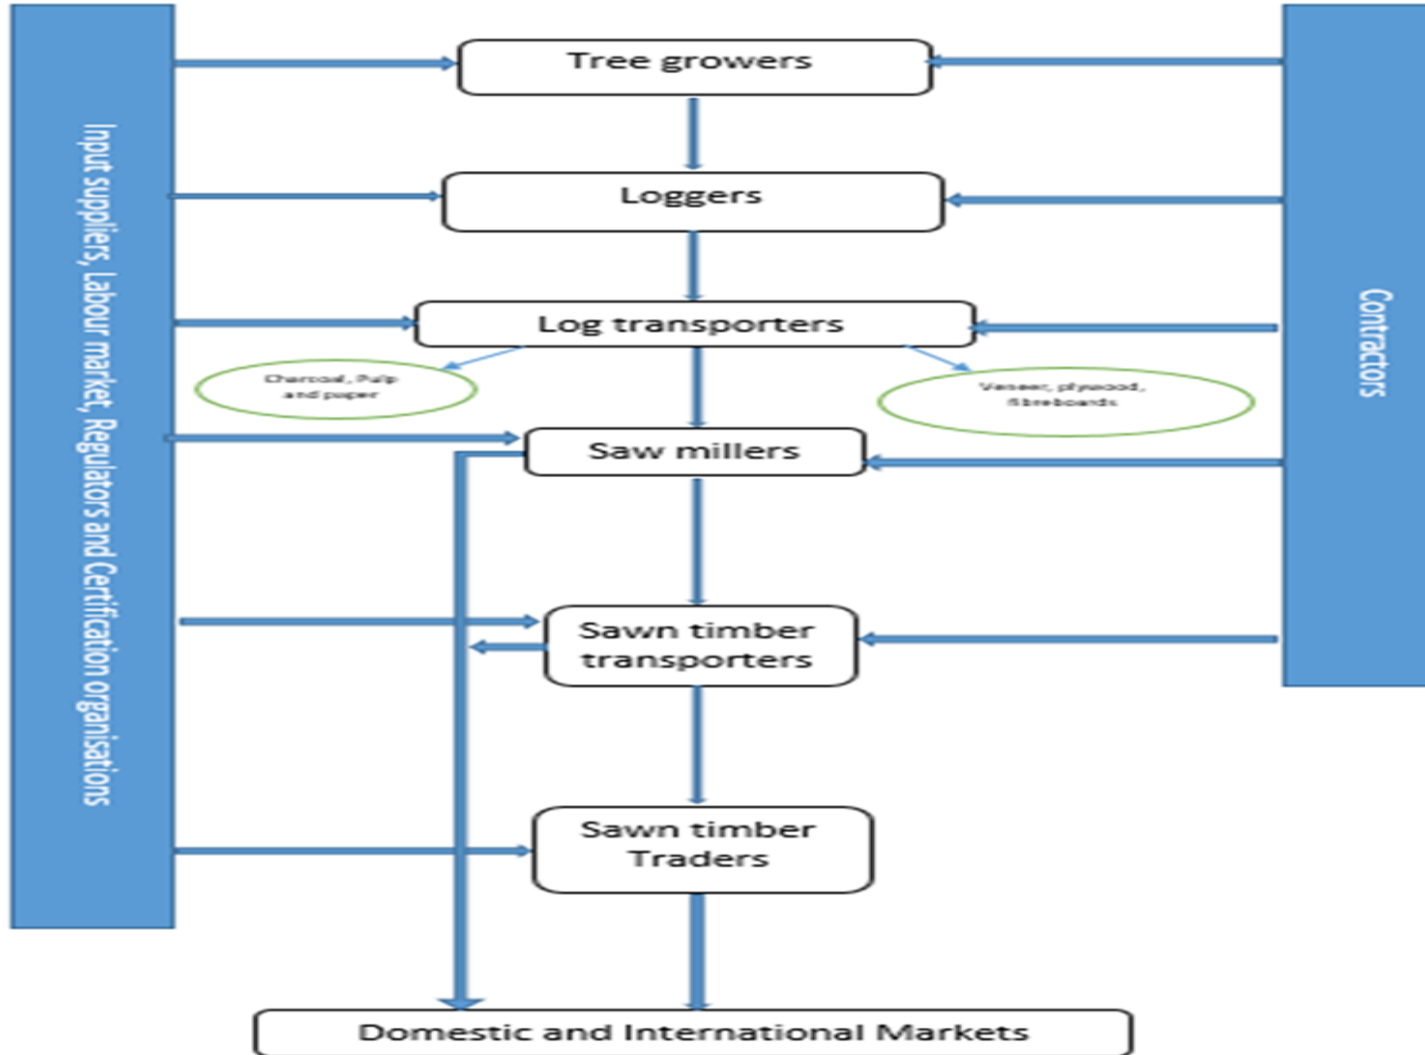 Tree growers
Loggers
Log transporters
Charcoal, Pulp
and paper
Veneer, plywood,
fibreboards
Saw millers
Sawn timber
transporters
Sawn timber
Traders
Domestic and International Markets
Input suppliers, Labour market, Regulators and Certification organisations
Contractors